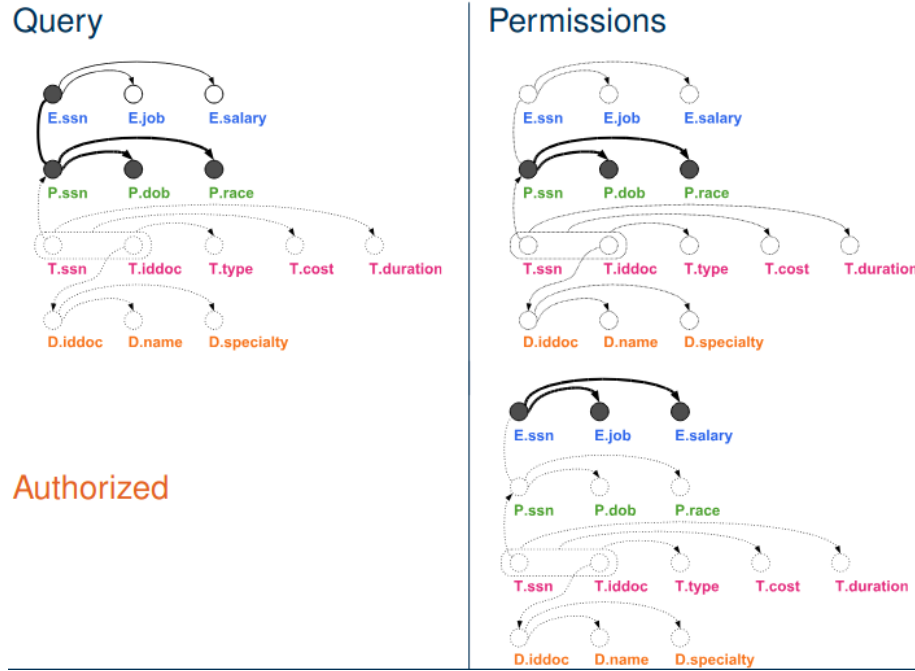 Query
E.ssn E.job E.salary
P.ssn P.dob P.race
T.ssn T.iddoc T.type T.cost T.duration
D.iddoc D.name D.specialty
Authorized
Permissions
E.ssn E.job E.salary
P.ssn P.dob P.race
T.ssn T.iddoc T.type T.cost T.duration
D.iddoc D.name D.specialty
E.ssn E.job E.salary
P.ssn P.dob P.race
T.ssn T.iddoc T.type T.cost T.duration
D.iddoc D.name D.specialty